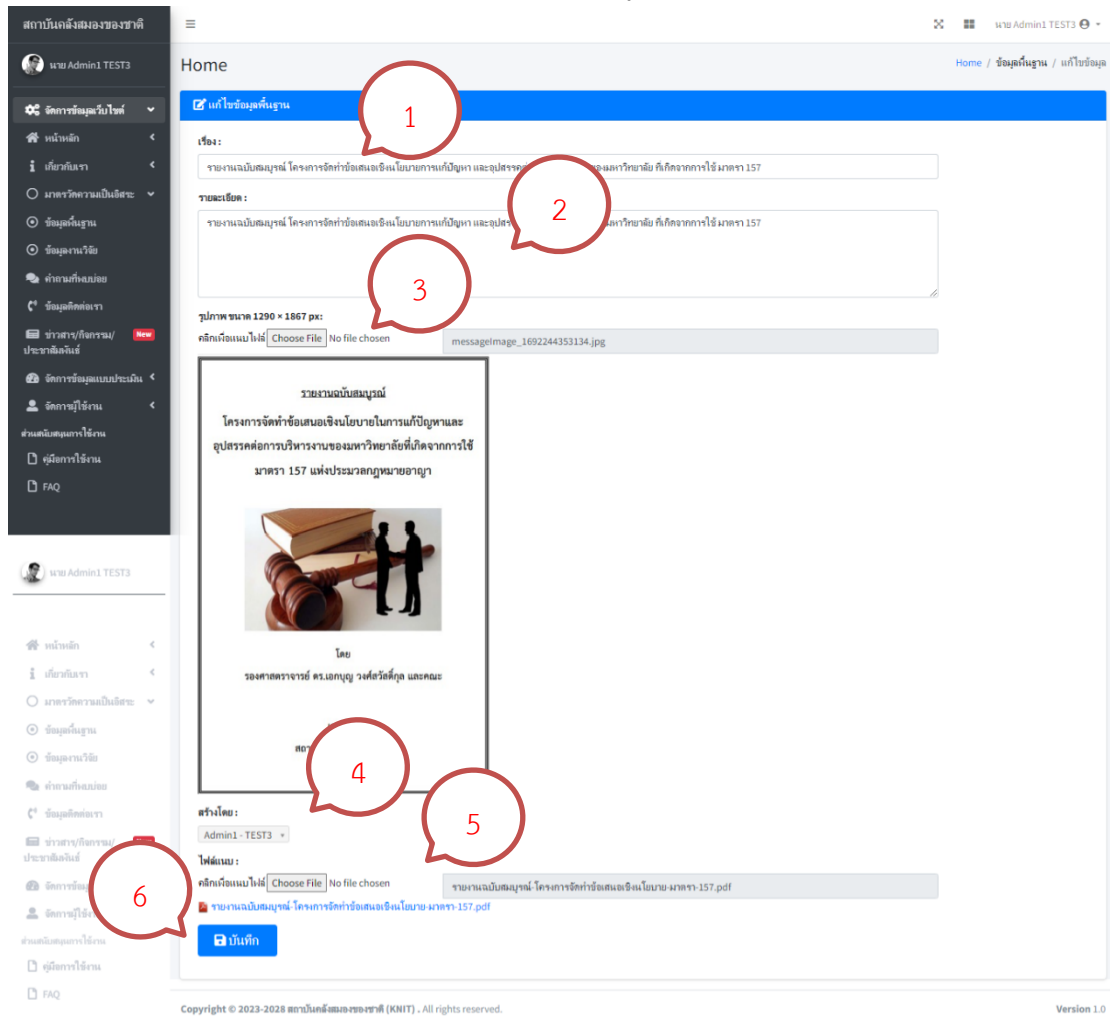 สถาบันคลังสมองของชาติ
นาย Admin1 TEST3
นาย Admin1 TEST3
Home
Home / ข้อมูลพื้นฐาน / แก้ไขข้อมูล
จัดการข้อมูลเว็บไซต์
หน้าหลัก
เกี่ยวกับเรา
มาตรวัดความเป็นอิสระ
ข้อมูลพื้นฐาน
ข้อมูลงานวิจัย
คำถามที่พบบ่อย
ข้อมูลติดต่อเรา
ข่าวสาร/กิจกรรม/ New
ประชาสัมพันธ์
จัดการข้อมูลแบบประเมิน
จัดการผู้ใช้งาน
ส่วนสนับสนุนการใช้งาน
คู่มือการใช้งาน
FAQ
แก้ไขข้อมูลพื้นฐาน
1
เรื่อง :
รายงานฉบับสมบูรณ์ โครงการจัดทำข้อเสนอเชิงนโยบายการแก้ปัญหา และอุปสรรค ของมหาวิทยาลัย ที่เกิดจากการใช้ มาตรา 157
2
รายละเอียด :
รายงานฉบับสมบูรณ์ โครงการจัดทำข้อเสนอเชิงนโยบายการแก้ปัญหา และอุปสรรค มหาวิทยาลัย ที่เกิดจากการใช้ มาตรา 157
3
รูปภาพ ขนาด 1290 × 1867 px:
คลิกเพื่อแนบไฟล์ Choose File No file chosen messageImage_1692244353134.jpg
รายงานฉบับสมบูรณ์
โครงการจัดทำข้อเสนอเชิงนโยบายในการแก้ปัญหาและ
อุปสรรคต่อการบริหารงานของมหาวิทยาลัยที่เกิดจากการใช้
มาตรา 157 แห่งประมวลกฎหมายอาญา
โดย
รองศาสตราจารย์ ดร.เอกบุญ วงศ์สวัสดิ์กุล และคณะ
4
สร้างโดย :
Admin1 - TEST3
5
ไฟล์แนบ :
คลิกเพื่อแนบไฟล์ Choose File No file chosen รายงานฉบับสมบูรณ์-โครงการจัดทำข้อเสนอเชิงนโยบาย-มาตรา-157.pdf
รายงานฉบับสมบูรณ์-โครงการจัดทำข้อเสนอเชิงนโยบาย-มาตรา-157.pdf
6
บันทึก
นาย Admin1 TEST3
หน้าหลัก
เกี่ยวกับเรา
มาตรวัดความเป็นอิสระ
ข้อมูลพื้นฐาน
ข้อมูลงานวิจัย
คำถามที่พบบ่อย
ข้อมูลติดต่อเรา
ข่าวสาร/กิจกรรม/
ประชาสัมพันธ์
ส่วนสนับสนุนการใช้งาน
คู่มือการใช้งาน
FAQ
Copyright © 2023-2028 สถาบันคลังสมองของชาติ (KNIT) . All rights reserved.
Version 1.0